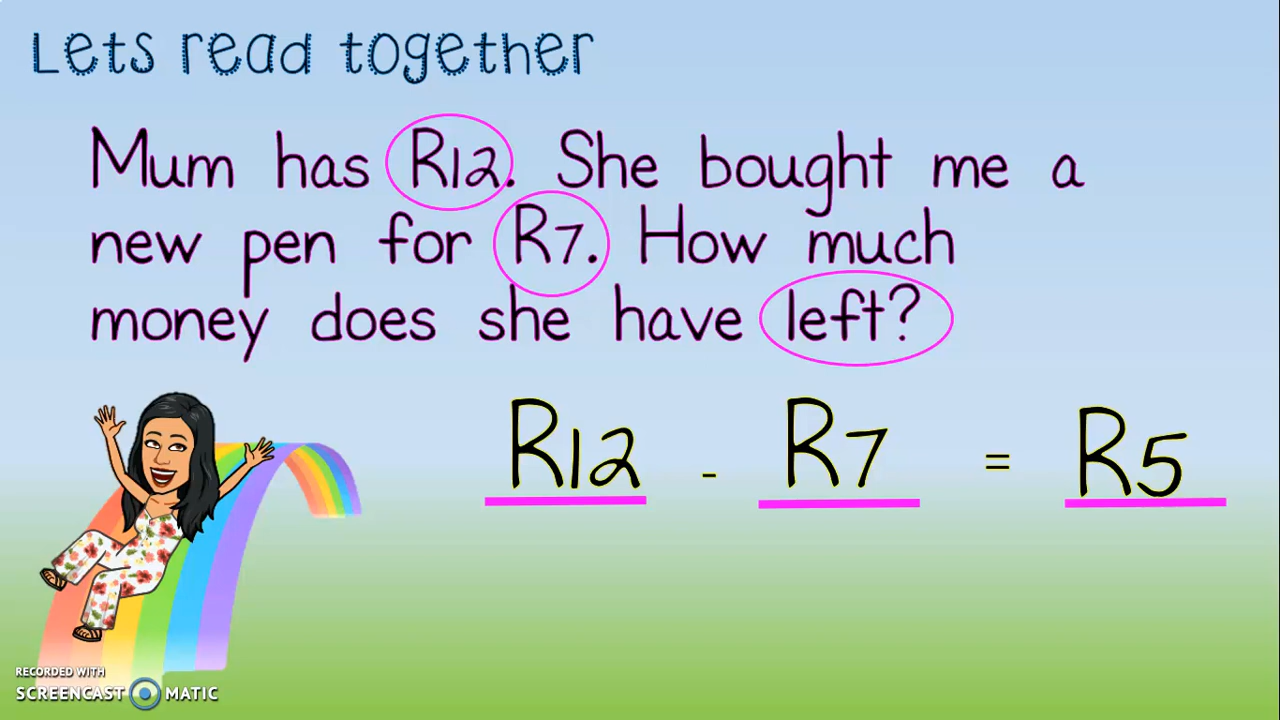 Lets read together
Mum has R12. She bought me a
new pen for R7. How much
money does she have left?
R12 - R7 = R5
RECORDED WITH
SCREENCAST MATIC